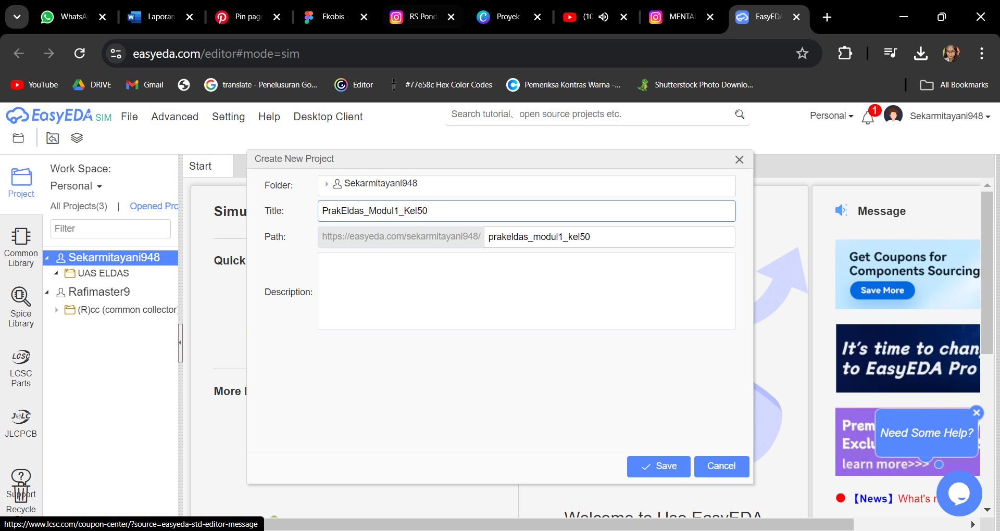 WhatsA
Laporan
Pin pag
Ekobis -
RS Pond
Proyek
(10
MENTA
EasyEDA
easyeda.com/editor#mode=sim
YouTube
DRIVE
Gmail
translate - Penelusuran Go...
Editor
#77e58c Hex Color Codes
Pemeriksa Kontras Warna -...
Shutterstock Photo Downlo...
All Bookmarks
EasyEDA SIM
File
Advanced
Setting
Help
Desktop Client
Search tutorial、open source projects etc.
Personal
1
Sekarmitayani948
Project
Common
Library
Spice
Library
LCSC
LCSC
Parts
J@LC
JLCPCB
Support
Recycle
Work Space:
Personal
All Projects(3) | Opened Pro
Filter
Sekarmitayani948
UAS ELDAS
Rafimaster9
(R)cc (common collector)
Start
Simu
Quick
More
Create New Project
Folder:
Sekarmitayani948
Title:
PrakEldas_Modul1_Kel50
Path:
https://easyeda.com/sekarmitayani948/
prakeldas_modul1_kel50
Description:
Save
Cancel
Welcome to Use EasyEDA
Message
Get Coupons for
Components Sourcing
Save More
It's time to chan
to EasyEDA Pro
Prem
Exclu
learn more>>>
Need Some Help?
【News】What's
https://www.lcsc.com/coupon-center/?source=easyeda-std-editor-message